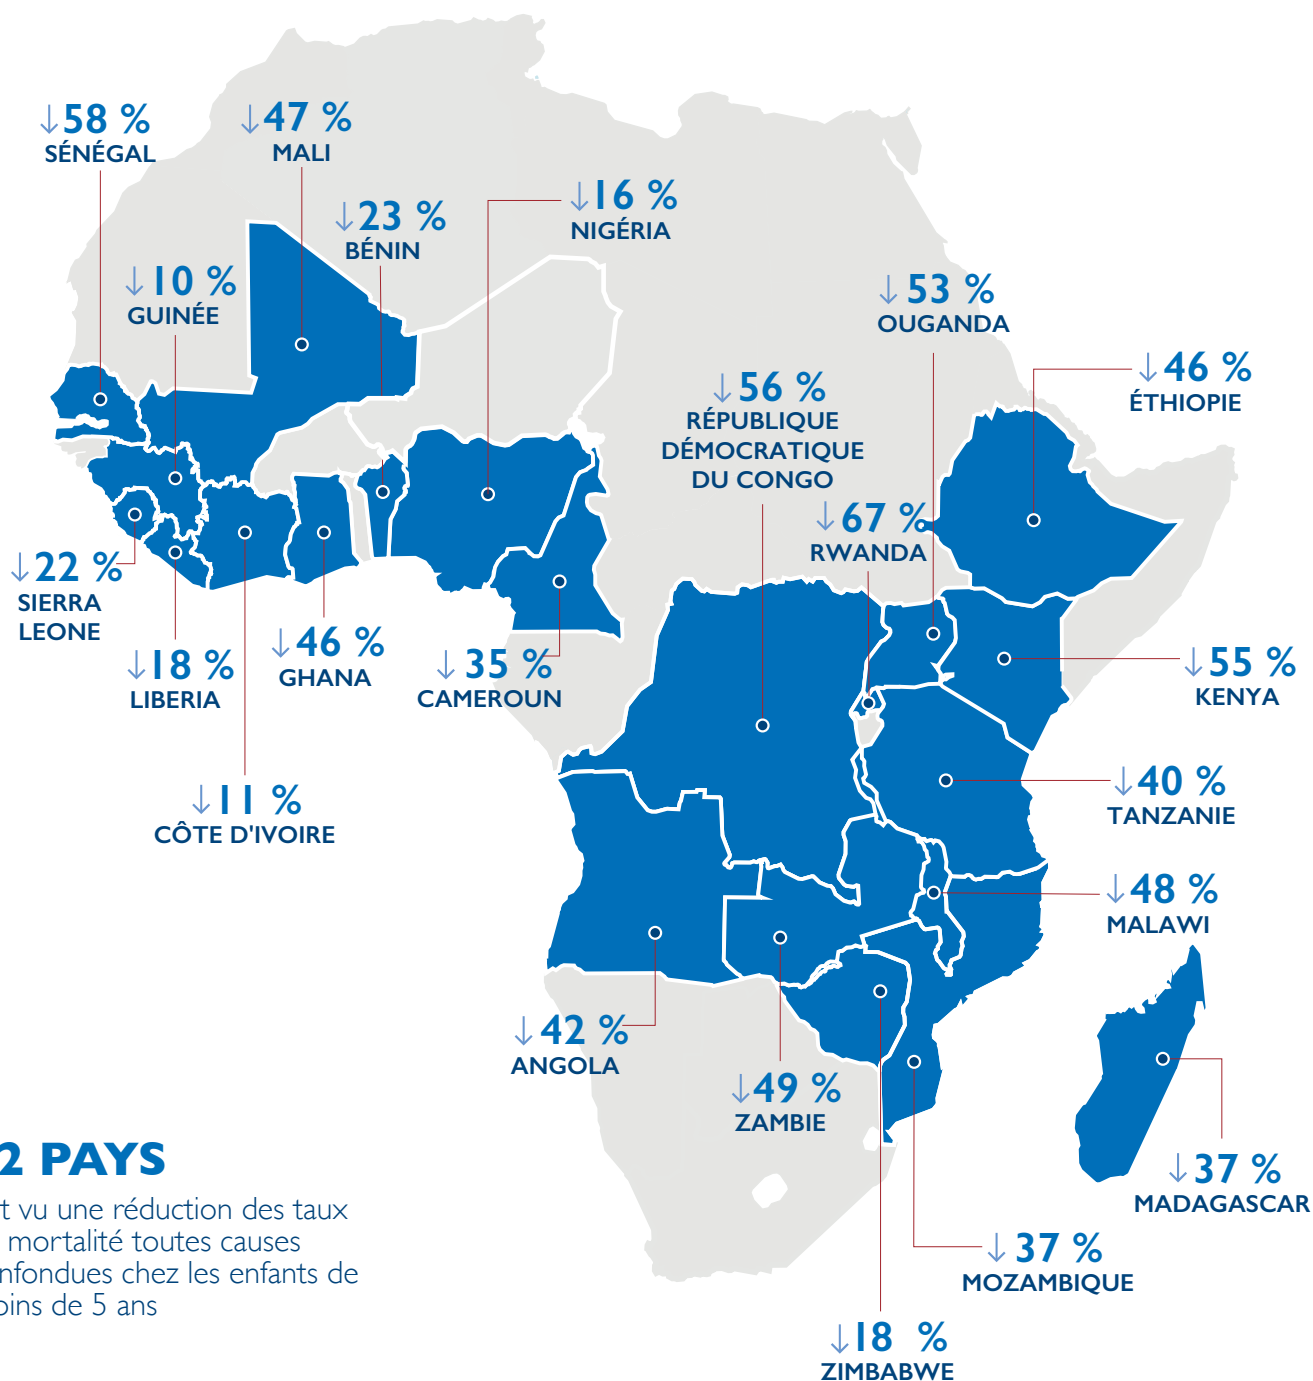 ↓58 %
SÉNÉGAL
↓47 %
MALI
↓16 %
NIGÉRIA
↓23 %
BÉNIN
↓10 %
GUINÉE
↓53 %
OUGANDA
↓46 %
ÉTHIOPIE
↓56 %
RÉPUBLIQUE
DÉMOCRATIQUE
DU CONGO
↓67 %
RWANDA
↓22 %
SIERRA
LEONE
↓18 %
LIBERIA
↓46 %
GHANA
↓35 %
CAMEROUN
↓55 %
KENYA
↓11 %
CÔTE D'IVOIRE
↓40 %
TANZANIE
↓48 %
MALAWI
↓42 %
ANGOLA
↓49 %
ZAMBIE
↓37 %
MADAGASCAR
↓37 %
MOZAMBIQUE
↓18 %
ZIMBABWE
2 PAYS
t vu une réduction des taux
mortalité toutes causes
nfondues chez les enfants de
oins de 5 ans